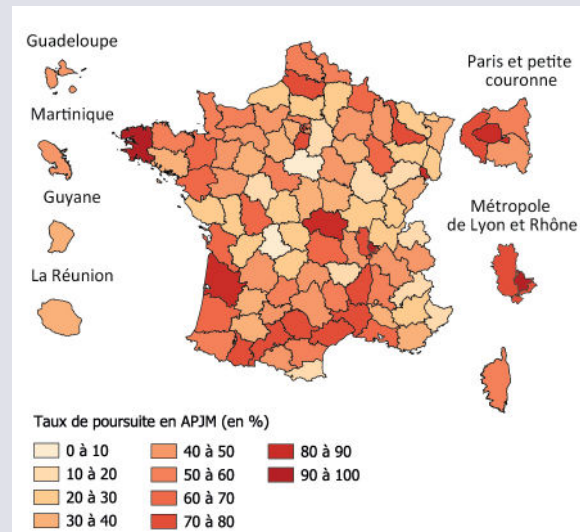 Guadeloupe
Martinique
Guyane
La Réunion
Paris et petite
couronne
Métropole
de Lyon et Rhône
Taux de poursuite en APJM (en %)
0 à 10
10 à 20
20 à 30
30 à 40
40 à 50
50 à 60
60 à 70
70 à 80
80 à 90
90 à 100